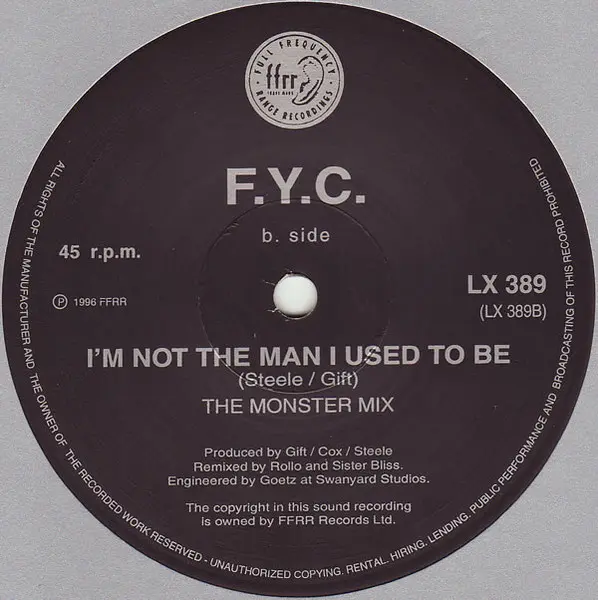 FULL FREQUENCY
ffrr
TRADE MARK
RANGE RECORDINGS
F.Y.C.
b. side
45 r.p.m.
LX 389
(LX 389B)
℗ 1996 FFRR
I'M NOT THE MAN I USED TO BE
(Steele / Gift)
THE MONSTER MIX
Produced by Gift / Cox / Steele
Remixed by Rollo and Sister Bliss.
Engineered by Goetz at Swanyard Studios.
The copyright in this sound recording
is owned by FFRR Records Ltd.
ALL RIGHTS OF THE MANUFACTURER AND THE OWNER OF THE RECORDED WORK RESERVED - UNAUTHORIZED COPYING. RENTAL. HIRING. LENDING. PUBLIC PERFORMANCE AND BROADCASTING OF THIS RECORD PROHIBITED